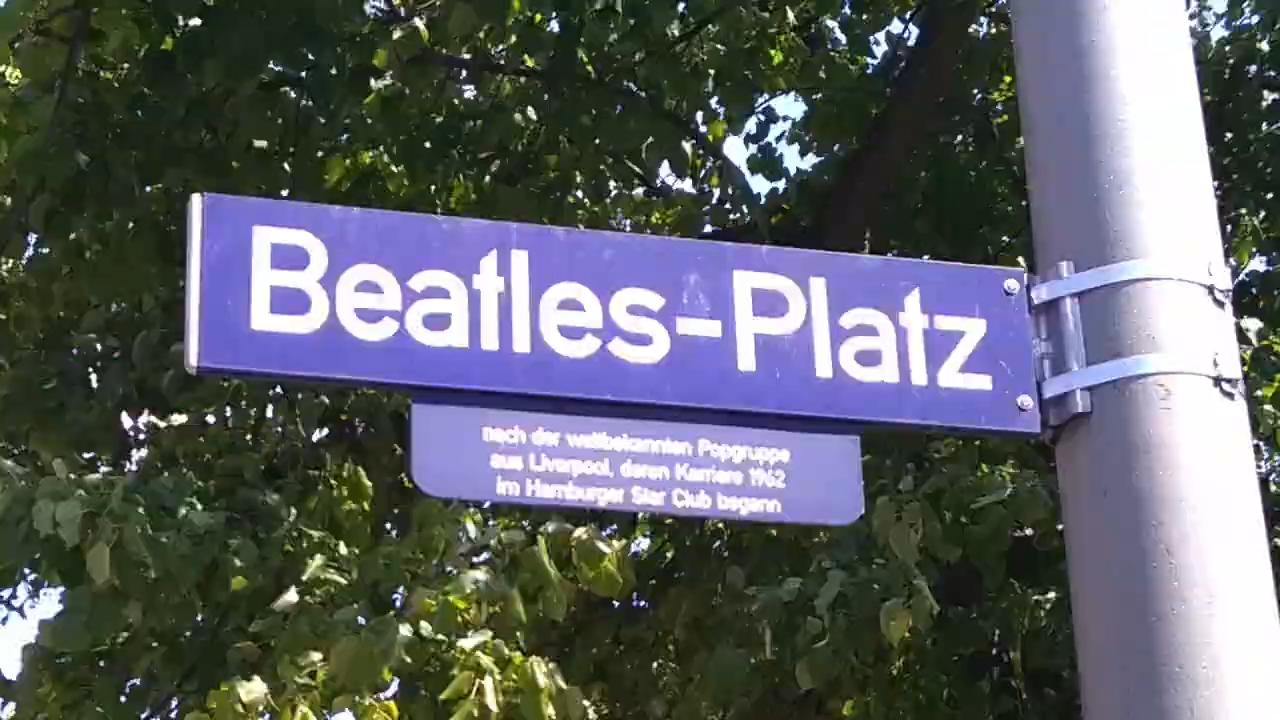 Beatles-Platz
nach der weltbekannten Popgruppe
aus Liverpool, deren Karriere 1962
im Hamburger Star Club begann